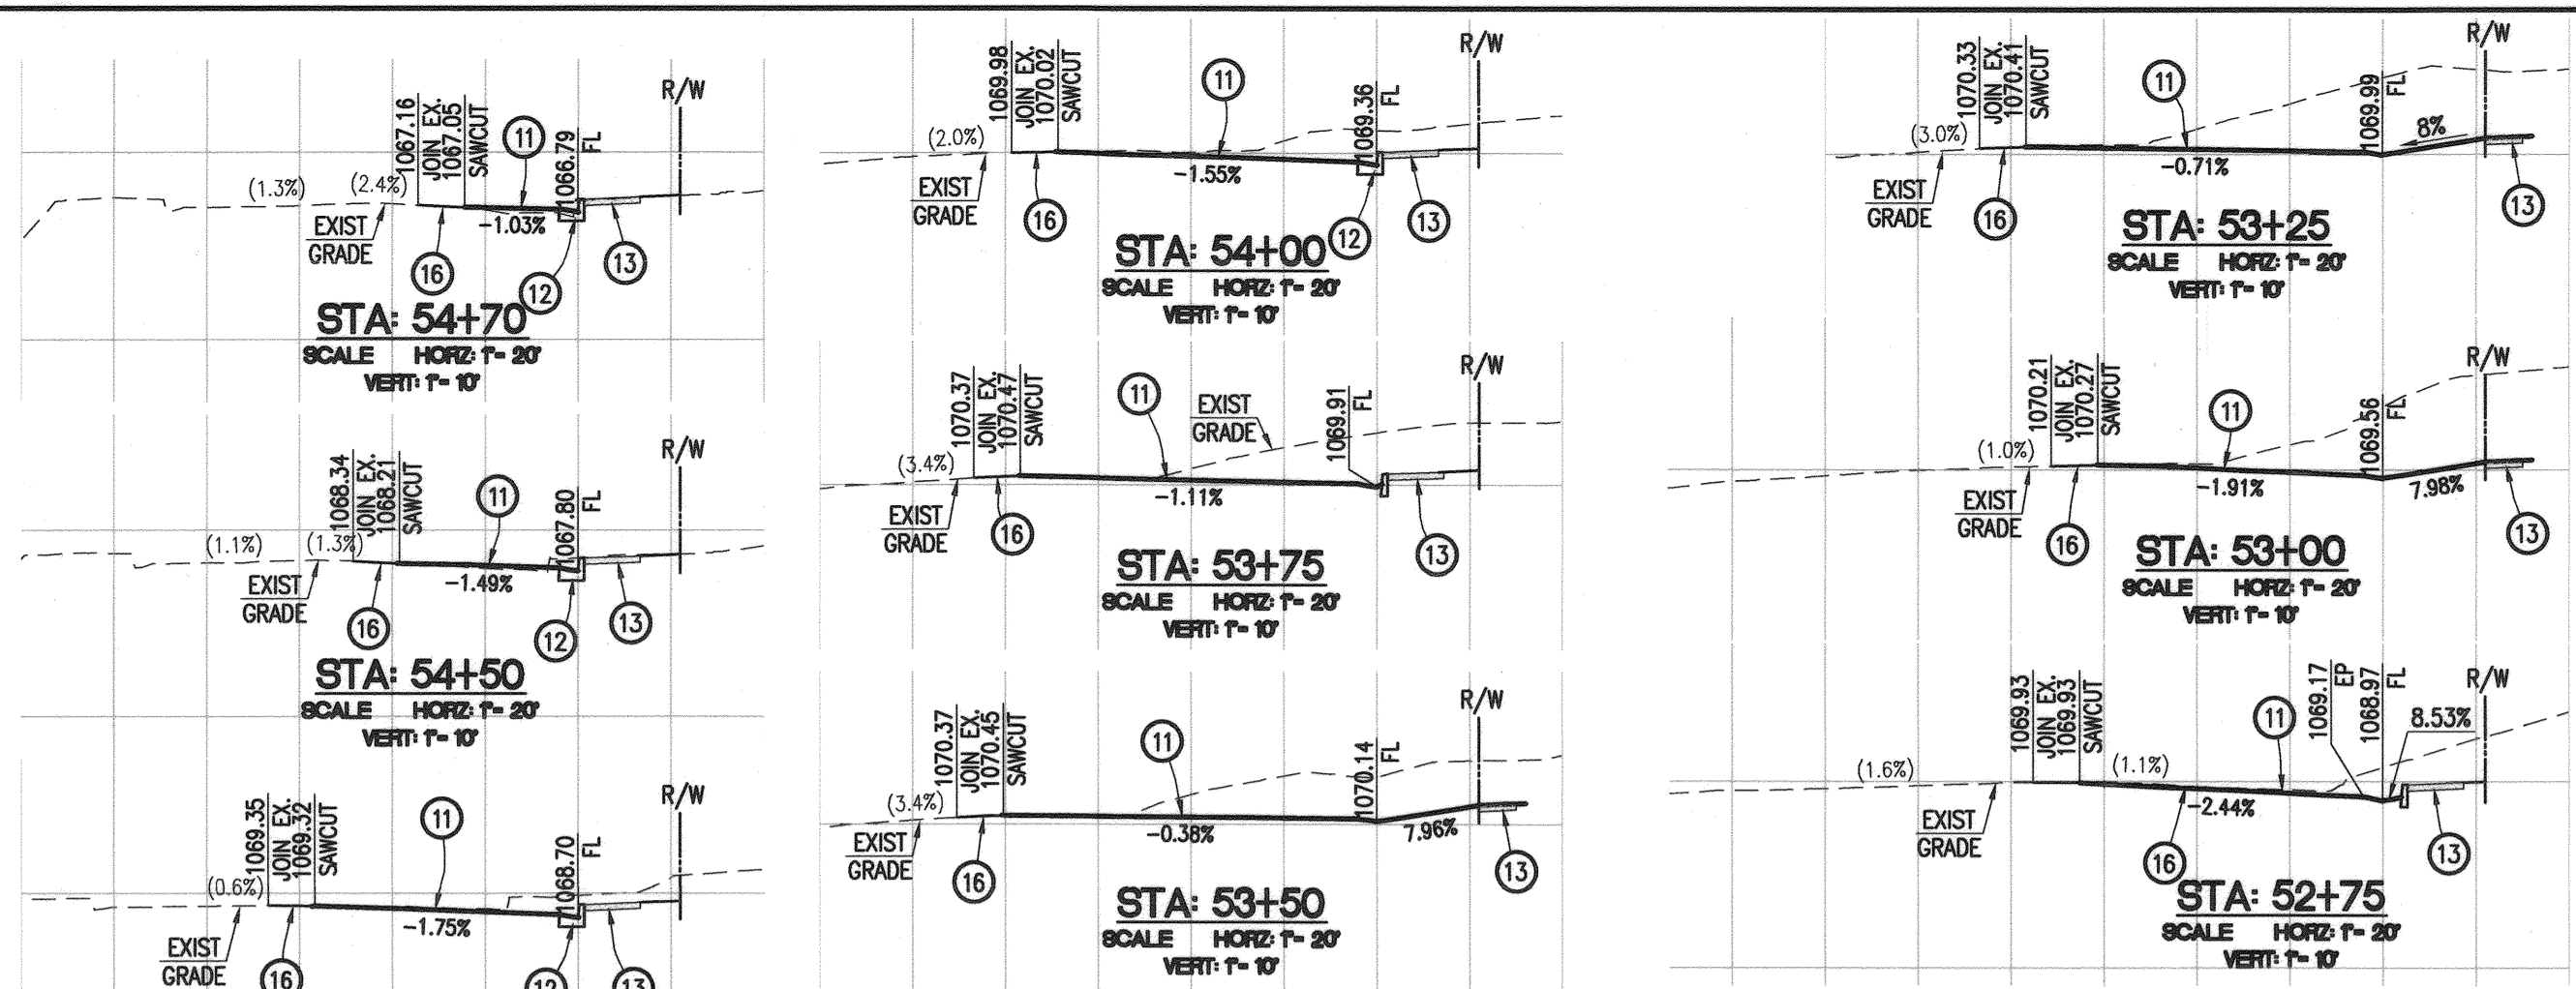 1067.16
JOIN EX.
1067.05
SAWCUT
11
1066.79
FL
R/W
(1.3%)
(2.4%)
EXIST
GRADE
-1.03%
16
12
13
STA: 54+70
SCALE HORZ: 1"= 20'
VERT: 1"= 10'
1068.34
JOIN EX.
1068.21
SAWCUT
11
1067.80
FL
R/W
(1.1%)
(1.3%)
EXIST
GRADE
-1.49%
16
12
13
STA: 54+50
SCALE HORZ: 1"= 20'
VERT: 1"= 10'
1069.35
JOIN EX.
1069.32
SAWCUT
11
1068.70
FL
R/W
(0.6%)
EXIST
GRADE
-1.75%
16
12
13
1069.98
JOIN EX.
1070.02
SAWCUT
11
1069.36
FL
R/W
(2.0%)
EXIST
GRADE
-1.55%
16
12
13
STA: 54+00
SCALE HORZ: 1"= 20'
VERT: 1"= 10'
1070.37
JOIN EX.
1070.47
SAWCUT
11
EXIST
GRADE
1069.91
FL
R/W
(3.4%)
EXIST
GRADE
-1.11%
16
13
STA: 53+75
SCALE HORZ: 1"= 20'
VERT: 1"= 10'
1070.37
JOIN EX.
1070.45
SAWCUT
11
1070.14
FL
R/W
(3.4%)
EXIST
GRADE
-0.38%
7.96%
16
13
STA: 53+50
SCALE HORZ: 1"= 20'
VERT: 1"= 10'
1070.33
JOIN EX.
1070.41
SAWCUT
11
1069.99
FL
R/W
(3.0%)
8%
EXIST
GRADE
-0.71%
16
13
STA: 53+25
SCALE HORZ: 1"= 20'
VERT: 1"= 10'
1070.21
JOIN EX.
1070.27
SAWCUT
11
1069.56
FL
R/W
(1.0%)
EXIST
GRADE
-1.91%
7.98%
16
13
STA: 53+00
SCALE HORZ: 1"= 20'
VERT: 1"= 10'
1069.93
JOIN EX.
1069.93
SAWCUT
11
1069.17
EP
1068.97
FL
R/W
8.53%
(1.6%)
(1.1%)
EXIST
GRADE
-2.44%
16
13
STA: 52+75
SCALE HORZ: 1"= 20'
VERT: 1"= 10'